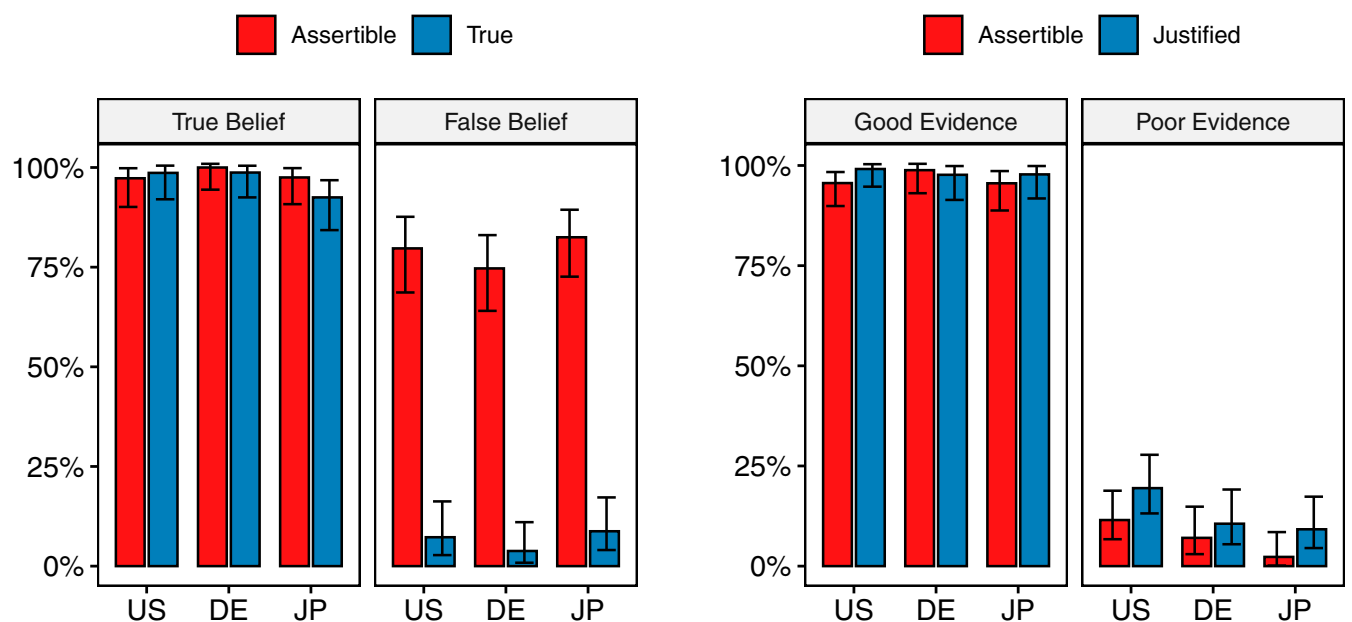 Assertible True
Assertible Justified
True Belief
False Belief
Good Evidence
Poor Evidence
100%
75%
50%
25%
0%
US DE JP
US DE JP
100%
75%
50%
25%
0%
US DE JP
US DE JP